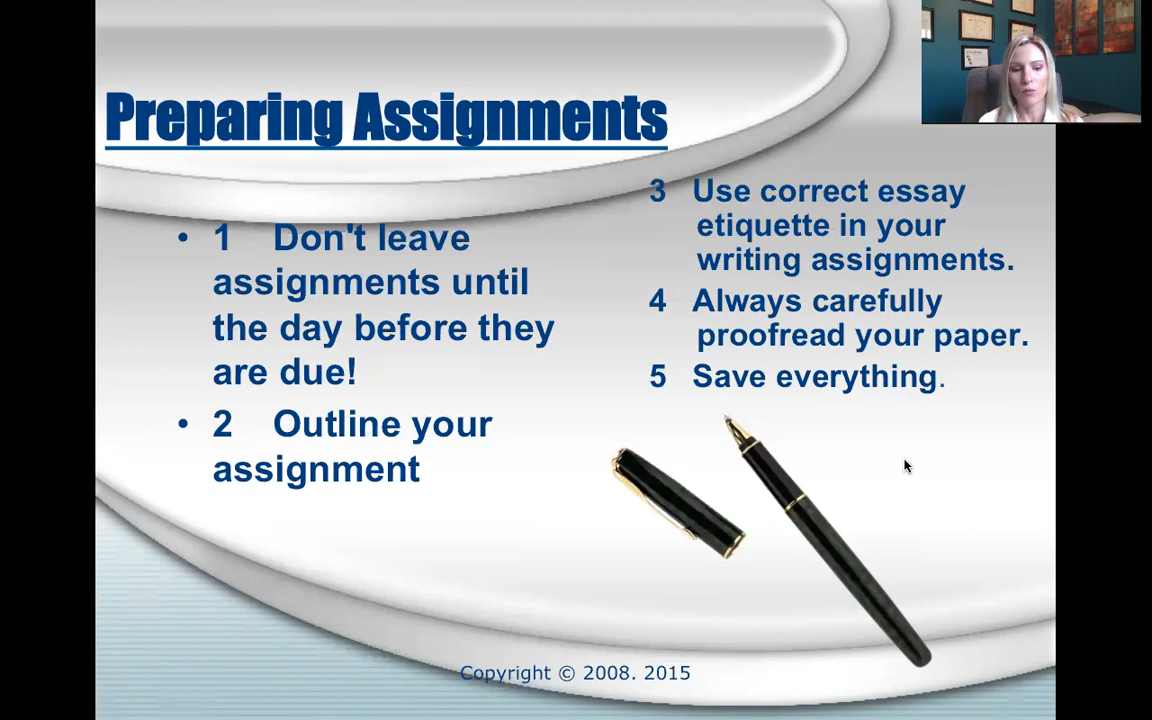 Preparing Assignments
• 1 Don't leave
assignments until
the day before they
are due!
• 2 Outline your
assignment
3 Use correct essay
etiquette in your
writing assignments.
4 Always carefully
proofread your paper.
5 Save everything.
Copyright © 2008. 2015